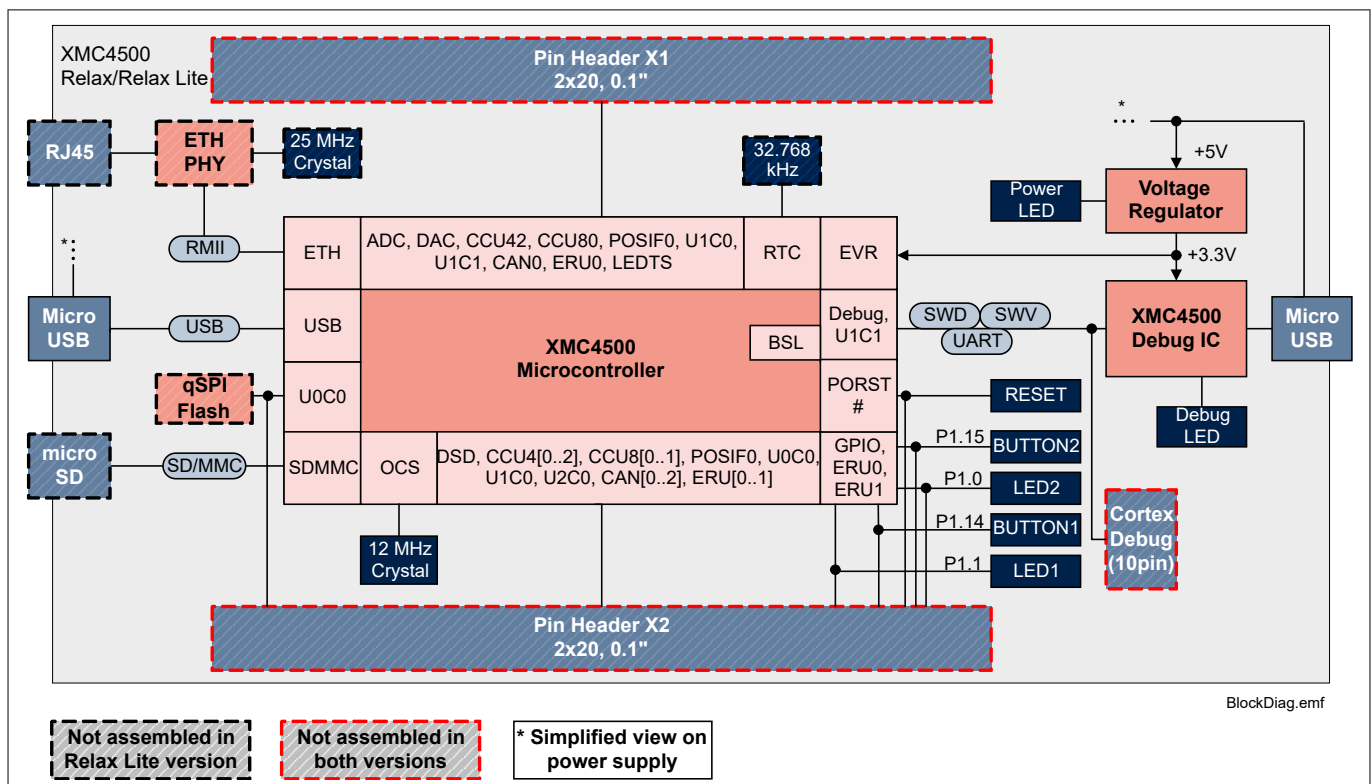 XMC4500
Relax/Relax Lite
Pin Header X1
2x20, 0.1"
RJ45
ETH
PHY
25 MHz
Crystal
32.768
kHz
*
...
+5V
Power
LED
Voltage
Regulator
RMII
ETH
ADC, DAC, CCU42, CCU80, POSIF0, U1C0,
U1C1, CAN0, ERU0, LEDTS
RTC
EVR
+3.3V
*
...
Micro
USB
USB
USB
XMC4500
Microcontroller
BSL
Debug,
U1C1
SWD
SWV
UART
XMC4500
Debug IC
Micro
USB
qSPI
Flash
U0C0
PORST
#
RESET
Debug
LED
micro
SD
SD/MMC
SDMMC
OCS
DSD, CCU4[0..2], CCU8[0..1], POSIF0, U0C0,
U1C0, U2C0, CAN[0..2], ERU[0..1]
GPIO,
ERU0,
ERU1
P1.15
BUTTON2
P1.0
LED2
P1.14
BUTTON1
P1.1
LED1
Cortex
Debug
(10pin)
12 MHz
Crystal
Pin Header X2
2x20, 0.1"
BlockDiag.emf
Not assembled in
Relax Lite version
Not assembled in
both versions
* Simplified view on
power supply